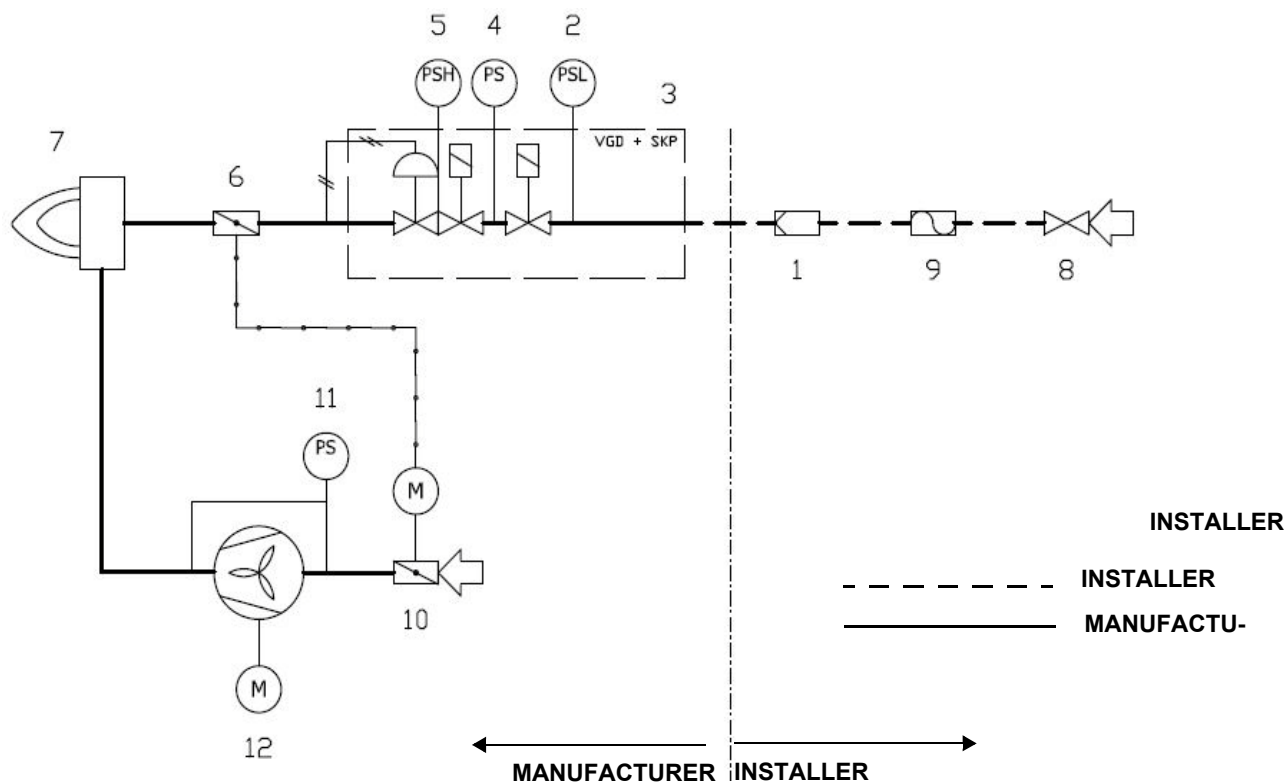 5 4 2
PSH PS PSL
3
VGD + SKP
7
6
1 9 8
11
PS
M
INSTALLER
INSTALLER
10
MANUFACTU-
M
12
MANUFACTURER INSTALLER